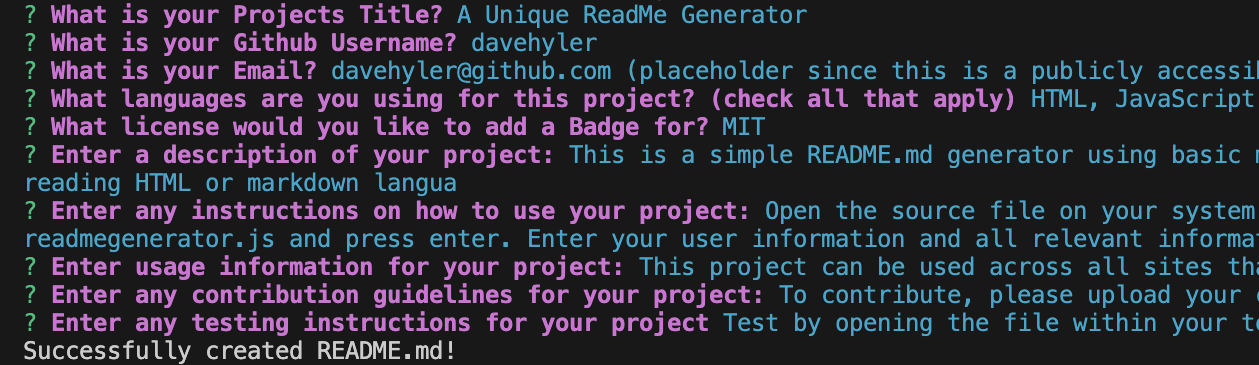 ? What is your Projects Title? A Unique ReadMe Generator
? What is your Github Username? davehyler
? What is your Email? davehyler@github.com (placeholder since this is a publicly
? What languages are you using for this project? (check all that apply) HTML, JavaScript
? What license would you like to add a Badge for? MIT
? Enter a description of your project: This is a simple README.md generator using basic
reading HTML or markdown langua
? Enter any instructions on how to use your project: Open the source file on your system
readmegenerator.js and press enter. Enter your user information and all relevant
? Enter usage information for your project: This project can be used across all sites
? Enter any contribution guidelines for your project: To contribute, please upload your
? Enter any testing instructions for your project Test by opening the file within your
Successfully created README.md!